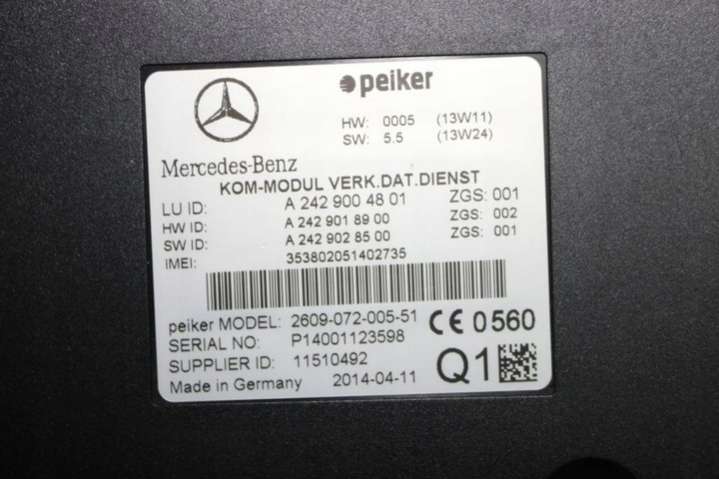 peiker
HW: 0005 (13W11)
SW: 5.5 (13W24)
Mercedes-Benz
KOM-MODUL VERK.DAT.DIENST
LU ID: A 242 900 48 01 ZGS: 001
HW ID: A 242 901 89 00 ZGS: 002
SW ID: A 242 902 85 00 ZGS: 001
IMEI: 353802051402735
peiker MODEL: 2609-072-005-51 CE 0560
SERIAL NO: P14001123598
SUPPLIER ID: 11510492 Q1
Made in Germany 2014-04-11